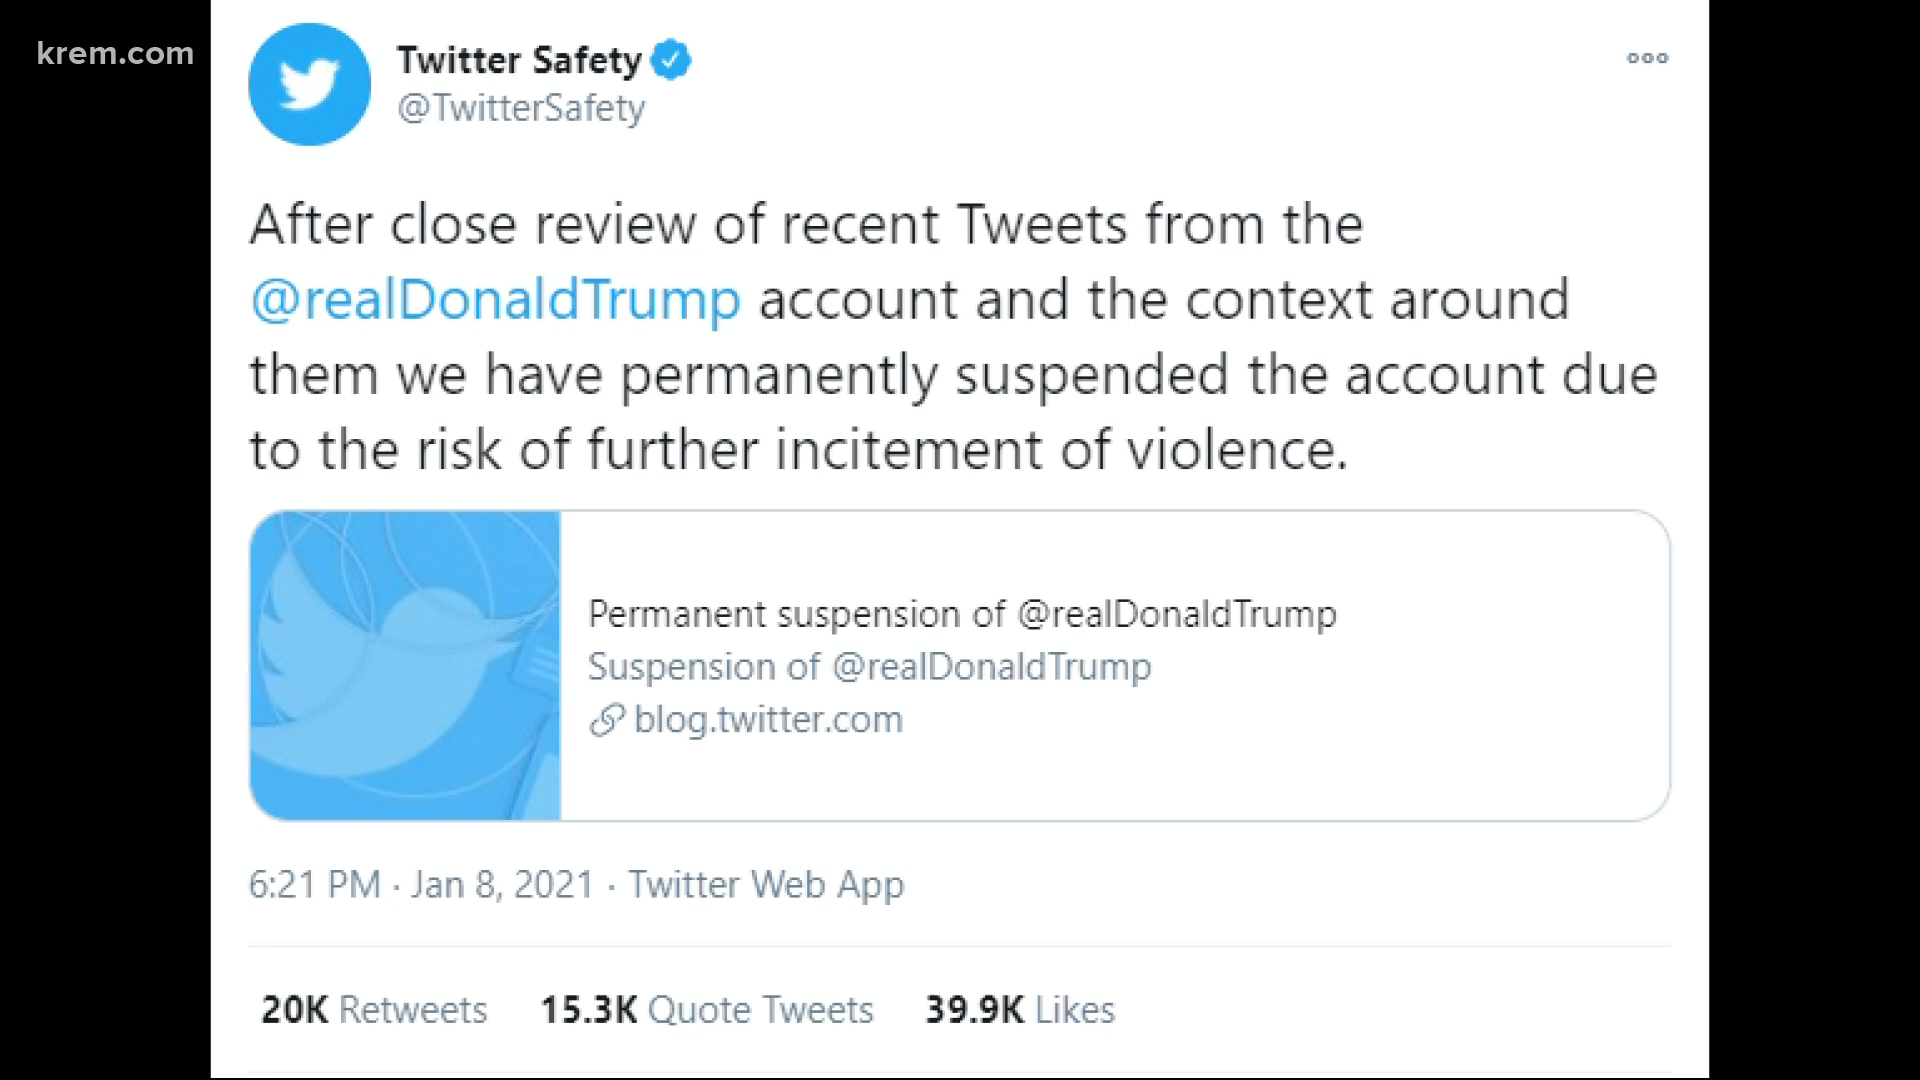 krem.com
Twitter Safety
@TwitterSafety
After close review of recent Tweets from the
@realDonaldTrump account and the context around
them we have permanently suspended the account due
to the risk of further incitement of violence.
Permanent suspension of @realDonaldTrump
Suspension of @realDonaldTrump
blog.twitter.com
6:21 PM · Jan 8, 2021 · Twitter Web App
20K Retweets 15.3K Quote Tweets 39.9K Likes